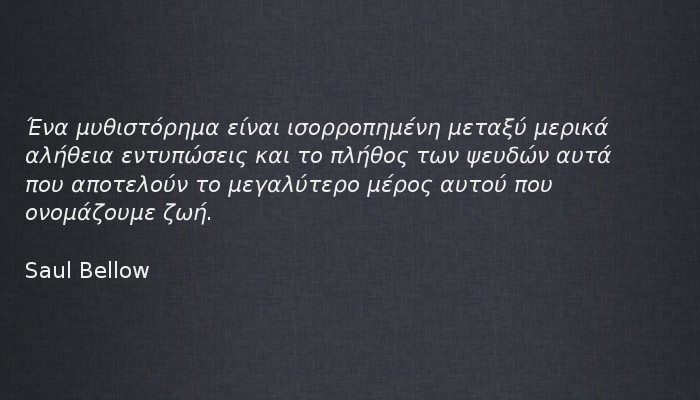 Ένα μυθιστόρημα είναι ισορροπημένη μεταξύ μερικά
αλήθεια εντυπώσεις και το πλήθος των ψευδών αυτά
που αποτελούν το μεγαλύτερο μέρος αυτού που
ονομάζουμε ζωή.
Saul Bellow